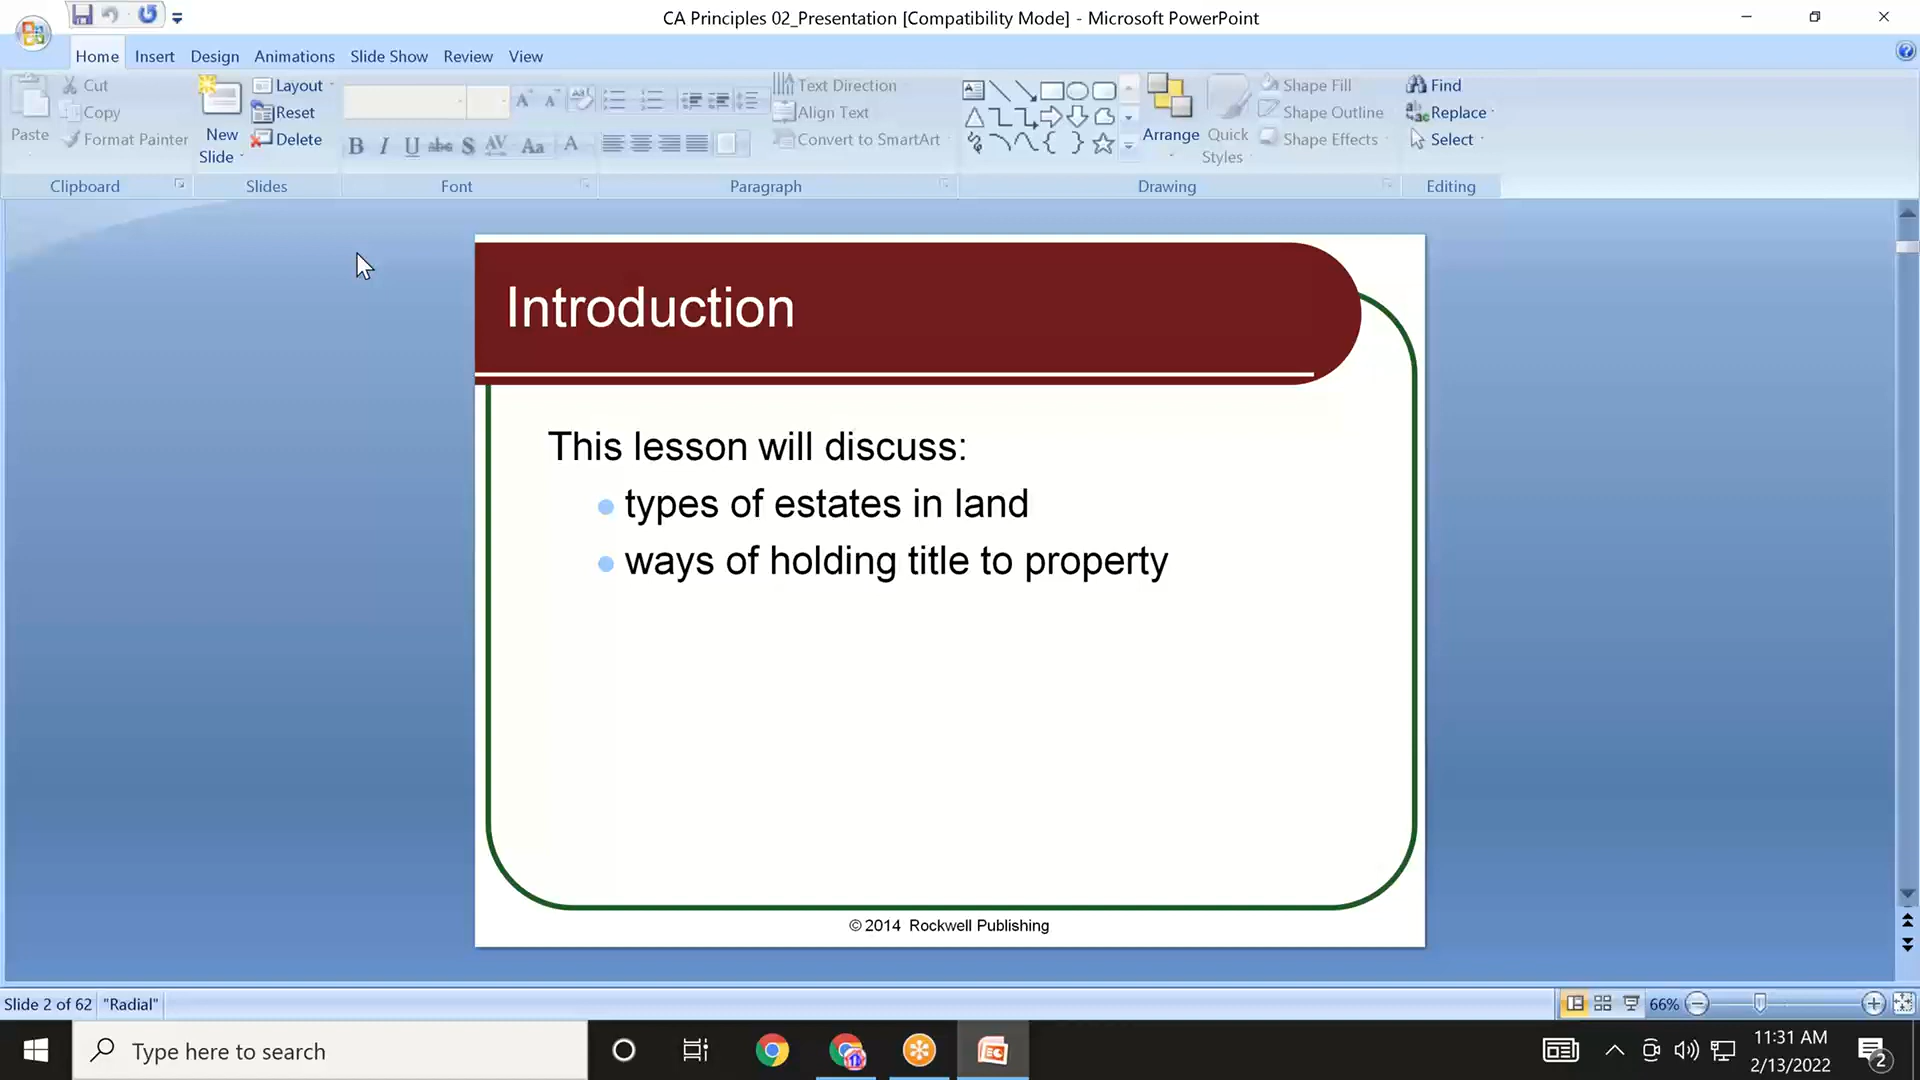 CA Principles 02_Presentation [Compatibility Mode] - Microsoft PowerPoint
Home Insert Design Animations Slide Show Review View
Cut
Copy
Format Painter
Paste
Clipboard
New
Slide
Layout
Reset
Delete
Slides
B I U abc S AV Aa A
Font
Text Direction
Align Text
Convert to SmartArt
Paragraph
Arrange
Quick
Styles
Shape Fill
Shape Outline
Shape Effects
Drawing
Find
Replace
Select
Editing
Introduction
This lesson will discuss:
types of estates in land
ways of holding title to property
© 2014 Rockwell Publishing
Slide 2 of 62 "Radial" 66%
Type here to search
11:31 AM
2/13/2022
2